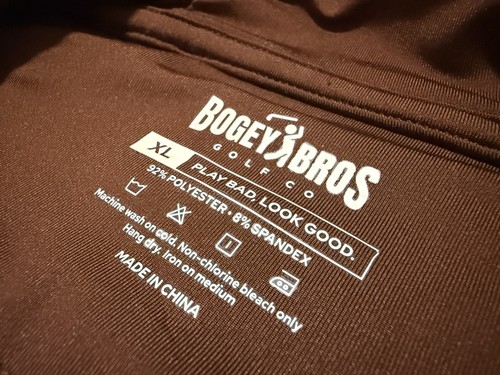 BOGEY BROS
GOLF CO
XL PLAY BAD, LOOK GOOD.
92% POLYESTER • 8% SPANDEX
Machine wash on cold. Non-chlorine bleach only
Hang dry. Iron on medium
MADE IN CHINA